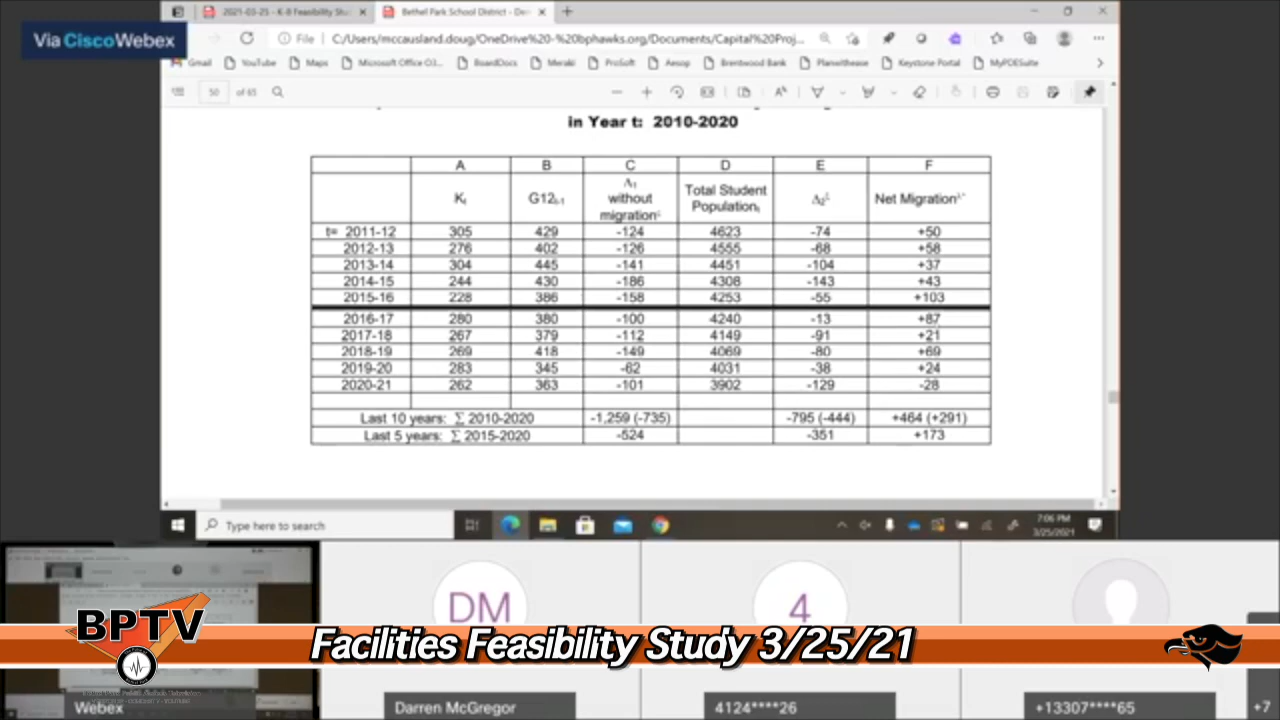 2021-03-25 - K-8 Feasibility Stu
Bethel Park School District - De
Via CiscoWebex
File
C:/Users/mccausland.doug/OneDrive%20-%20bphawks.org/Documents/Capital%20Proj...
Gmail YouTube Maps Microsoft Office O3... BoardDocs Meraki ProSoft Aesop Brentwood Bank Planwithease Keystone Portal MyPDESuite
50 of 65
in Year t: 2010-2020
A B C D E F
Kt G12t-1 Δ1 without migration Total Student Populationt Δ2 Net Migration
t= 2011-12 305 429 -124 4623 -74 +50
2012-13 276 402 -126 4555 -68 +58
2013-14 304 445 -141 4451 -104 +37
2014-15 244 430 -186 4308 -143 +43
2015-16 228 386 -158 4253 -55 +103
2016-17 280 380 -100 4240 -13 +87
2017-18 267 379 -112 4149 -91 +21
2018-19 269 418 -149 4069 -80 +69
2019-20 283 345 -62 4031 -38 +24
2020-21 262 363 -101 3902 -129 -28
Last 10 years: Σ 2010-2020 -1,259 (-735) -795 (-444) +464 (+291)
Last 5 years: Σ 2015-2020 -524 -351 +173
Type here to search
7:06 PM
3/25/2021
DM
4
BPTV
Facilities Feasibility Study 3/25/21
Webex
Darren McGregor
4124****26
+13307****65
+7